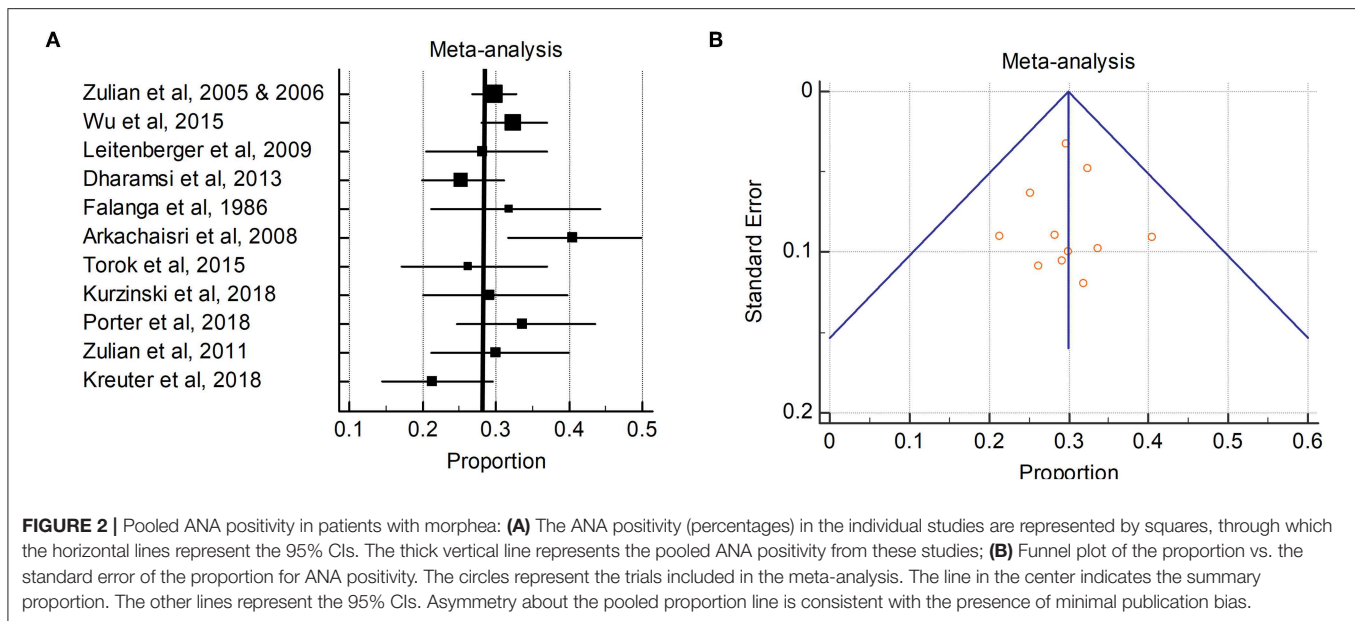 A
Meta-analysis
Zulian et al, 2005 & 2006
Wu et al, 2015
Leitenberger et al, 2009
Dharamsi et al, 2013
Falanga et al, 1986
Arkachaisri et al, 2008
Torok et al, 2015
Kurzinski et al, 2018
Porter et al, 2018
Zulian et al, 2011
Kreuter et al, 2018
0.1 0.2 0.3 0.4 0.5
Proportion
B
Meta-analysis
0
0.1
0.2
Standard Error
0 0.1 0.2 0.3 0.4 0.5 0.6
Proportion
FIGURE 2 | Pooled ANA positivity in patients with morphea: (A) The ANA positivity (percentages) in the individual studies are represented by squares, through which
the horizontal lines represent the 95% CIs. The thick vertical line represents the pooled ANA positivity from these studies; (B) Funnel plot of the proportion vs. the
standard error of the proportion for ANA positivity. The circles represent the trials included in the meta-analysis. The line in the center indicates the summary
proportion. The other lines represent the 95% CIs. Asymmetry about the pooled proportion line is consistent with the presence of minimal publication bias.